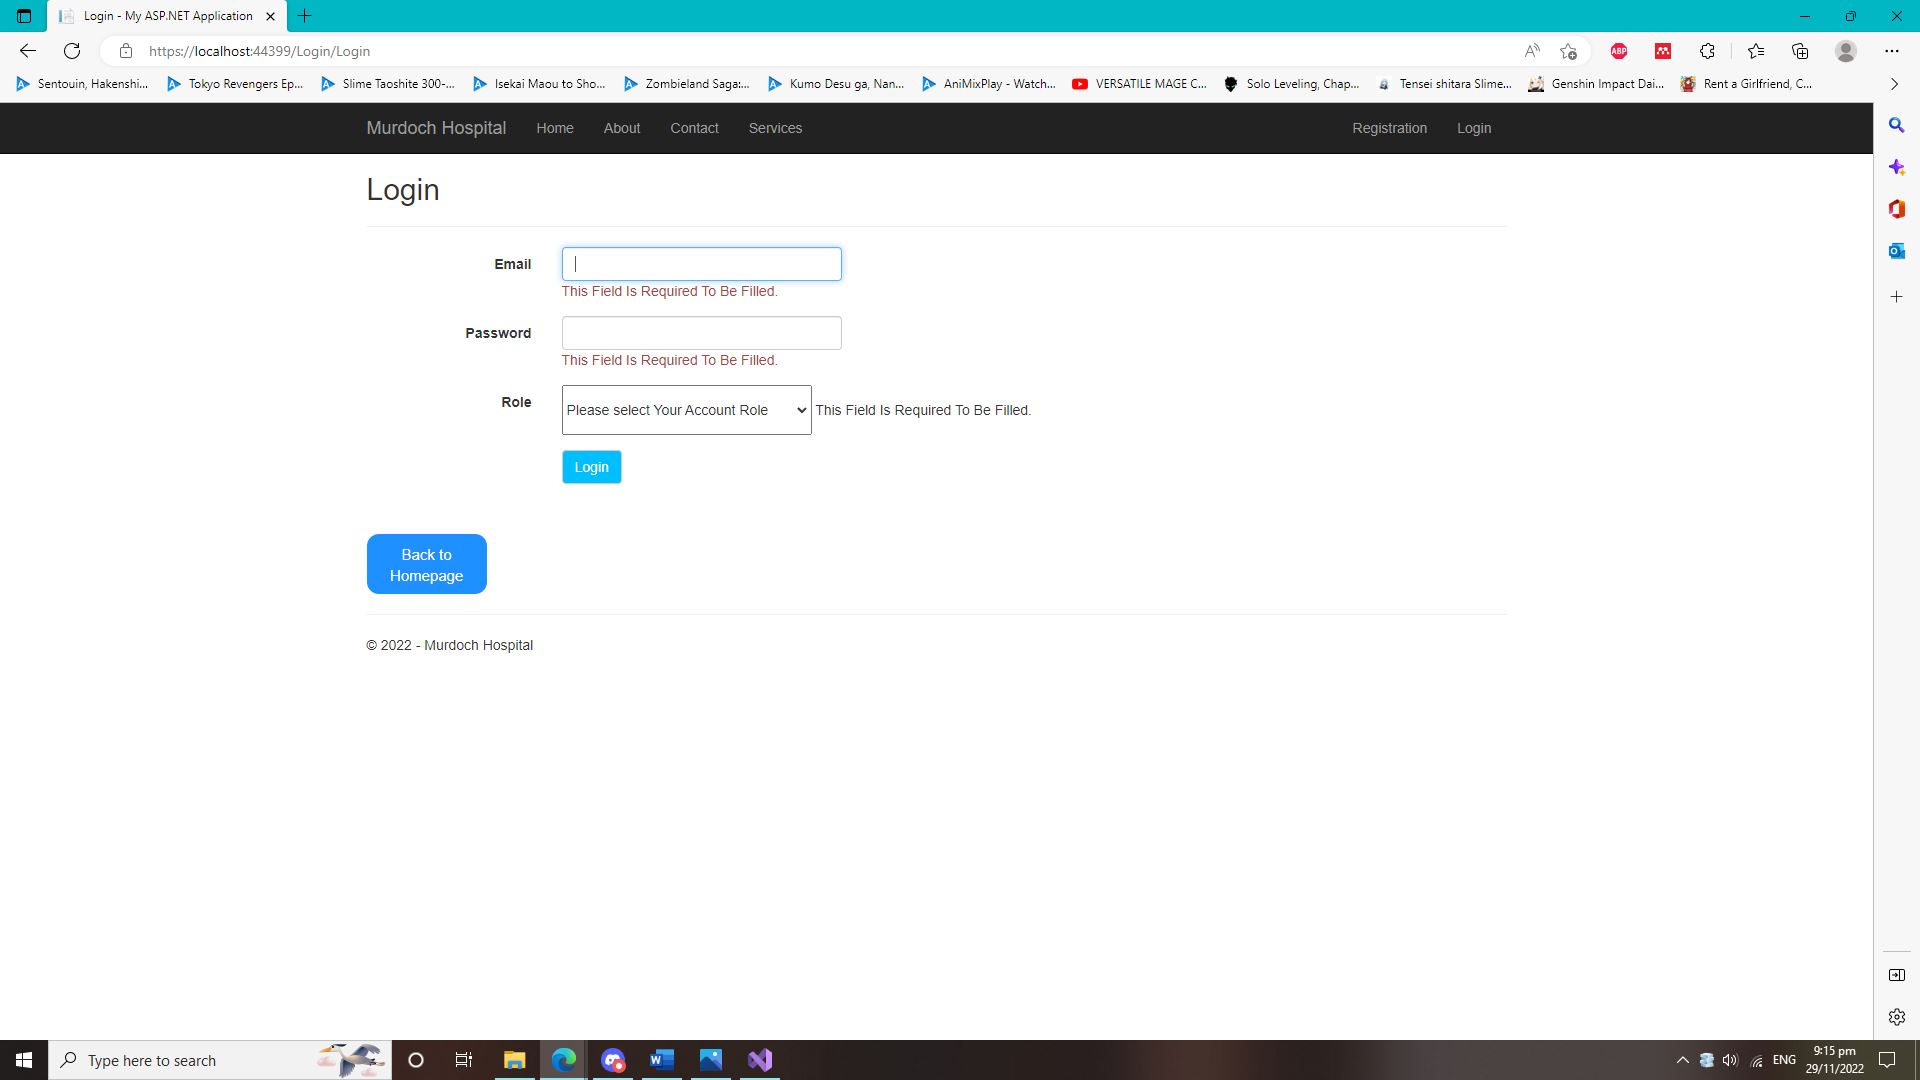 Login - My ASP.NET Application
https://localhost:44399/Login/Login
ABP
Sentouin, Hakenshi... Tokyo Revengers Ep... Slime Taoshite 300-... Isekai Maou to Sho... Zombieland Saga:... Kumo Desu ga, Nan... AniMixPlay - Watch... VERSATILE MAGE C... Solo Leveling, Chap... Tensei shitara Slime... Genshin Impact Dai... Rent a Girlfriend, C...
Murdoch Hospital Home About Contact Services Registration Login
Login
Email
This Field Is Required To Be Filled.
Password
This Field Is Required To Be Filled.
Role Please select Your Account Role This Field Is Required To Be Filled.
Login
Back to
Homepage
© 2022 - Murdoch Hospital
Type here to search
ENG
9:15 pm
29/11/2022